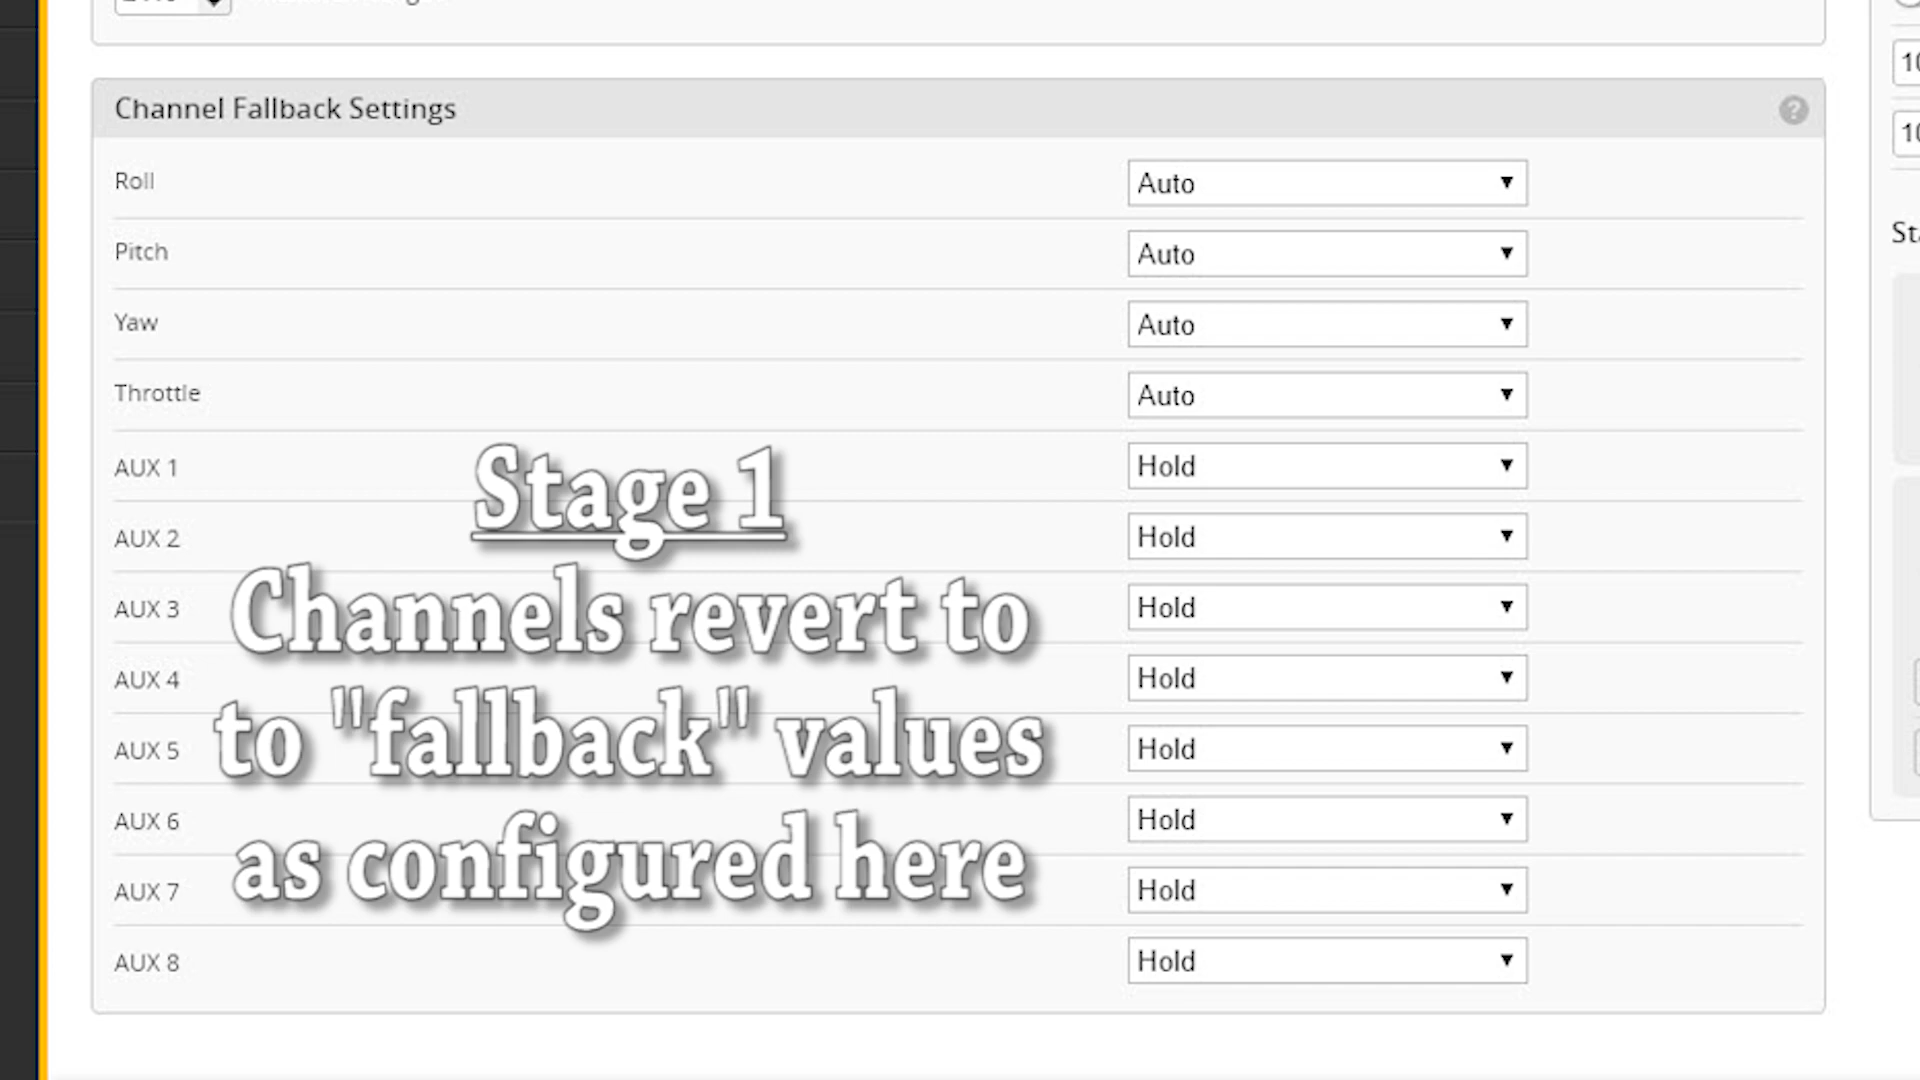 Channel Fallback Settings
?
Roll Auto
Pitch Auto
Yaw Auto
Throttle Auto
AUX 1 Hold
AUX 2 Hold
AUX 3 Hold
AUX 4 Hold
AUX 5 Hold
AUX 6 Hold
AUX 7 Hold
AUX 8 Hold
Stage 1
Channels revert to
to "fallback" values
as configured here